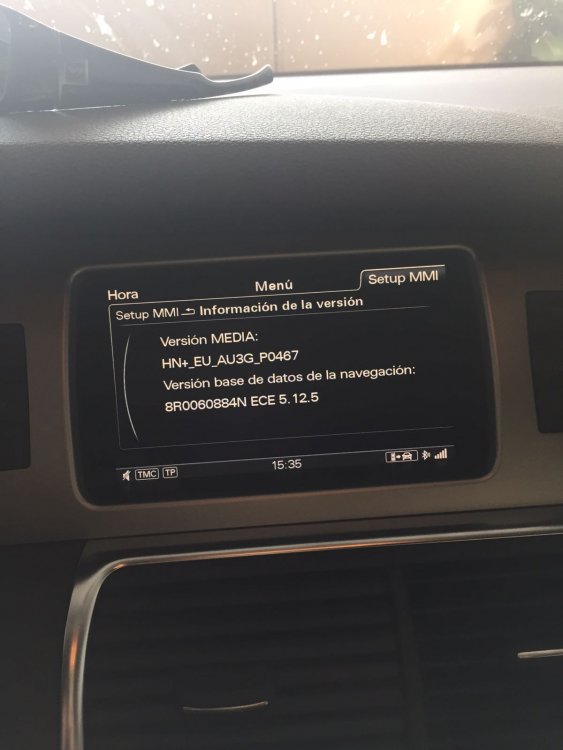 Hora
Menú
Setup MMI
Setup MMI Información de la versión
Versión MEDIA:
HN+_EU_AU3G_P0467
Versión base de datos de la navegación:
8R0060884N ECE 5.12.5
TMC TP
15:35